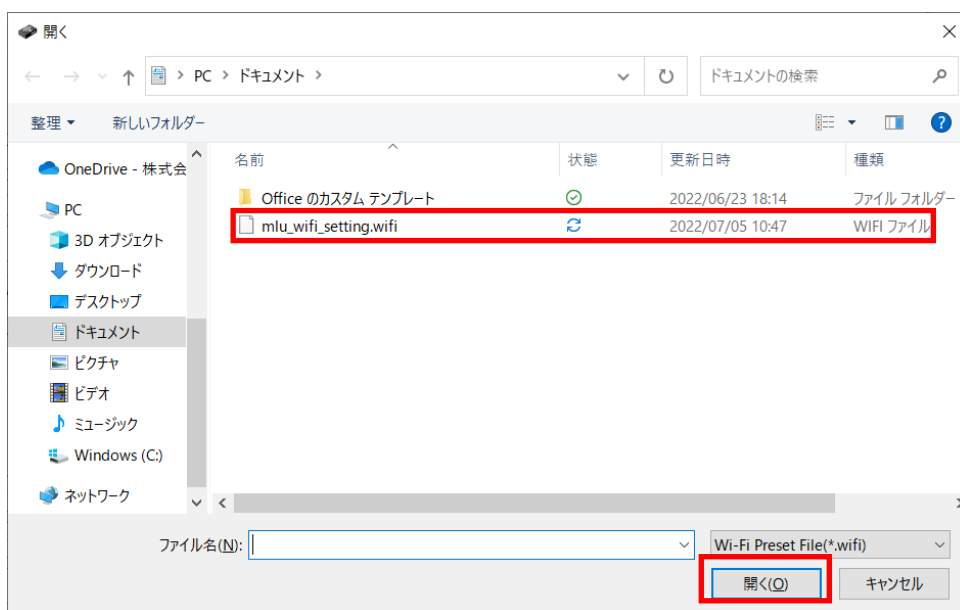 開く
PC > ドキュメント >
ドキュメントの検索
整理 新しいフォルダー
名前 状態 更新日時 種類
OneDrive - 株式会
PC
3D オブジェクト
ダウンロード
デスクトップ
ドキュメント
ピクチャ
ビデオ
ミュージック
Windows (C:)
ネットワーク
Office のカスタム テンプレート 2022/06/23 18:14 ファイル フォルダー
mlu_wifi_setting.wifi 2022/07/05 10:47 WIFI ファイル
ファイル名(N): Wi-Fi Preset File(*.wifi)
開く(O) キャンセル